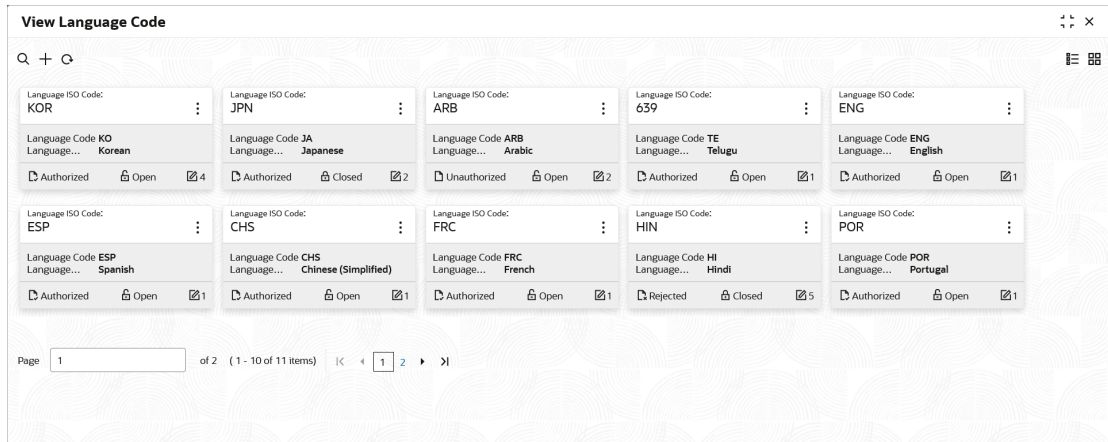 View Language Code
Language ISO Code:
KOR
Language Code KO
Language... Korean
Authorized Open 4
Language ISO Code:
JPN
Language Code JA
Language... Japanese
Authorized Closed 2
Language ISO Code:
ARB
Language Code ARB
Language... Arabic
Unauthorized Open 2
Language ISO Code:
639
Language Code TE
Language... Telugu
Authorized Open 1
Language ISO Code:
ENG
Language Code ENG
Language... English
Authorized Open 1
Language ISO Code:
ESP
Language Code ESP
Language... Spanish
Authorized Open 1
Language ISO Code:
CHS
Language Code CHS
Language... Chinese (Simplified)
Authorized Open 1
Language ISO Code:
FRC
Language Code FRC
Language... French
Authorized Open 1
Language ISO Code:
HIN
Language Code HI
Language... Hindi
Rejected Closed 5
Language ISO Code:
POR
Language Code POR
Language... Portugal
Authorized Open 1
Page 1 of 2 ( 1 - 10 of 11 items) 1 2